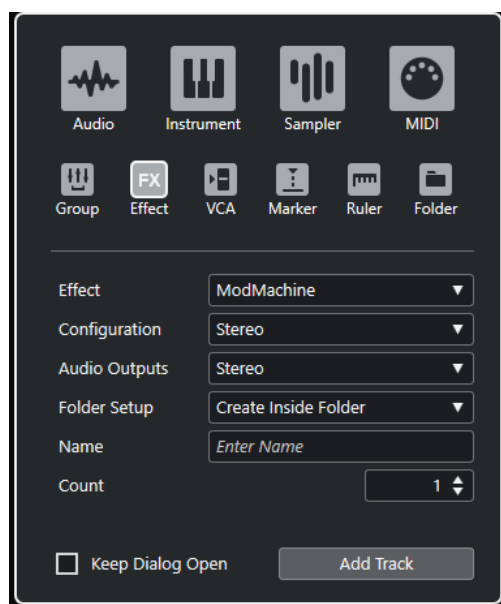 Audio Instrument Sampler MIDI
FX
Group Effect VCA Marker Ruler Folder
Effect ModMachine
Configuration Stereo
Audio Outputs Stereo
Folder Setup Create Inside Folder
Name Enter Name
Count 1
Keep Dialog Open Add Track